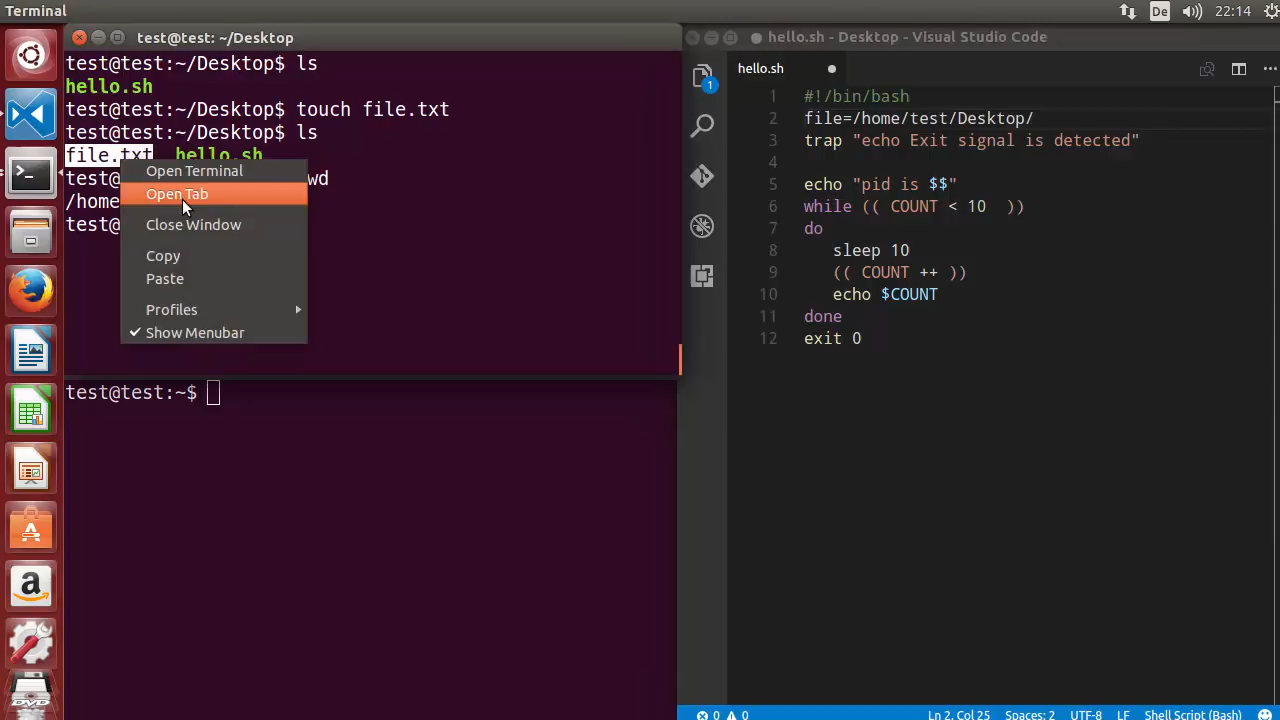 Terminal
De
22:14
test@test: ~/Desktop
test@test:~/Desktop$ ls
hello.sh
test@test:~/Desktop$ touch file.txt
test@test:~/Desktop$ ls
file.txt hello.sh
test@ wd
/home
test@
Open Terminal
Open Tab
Close Window
Copy
Paste
Profiles
Show Menubar
test@test:~$
hello.sh - Desktop - Visual Studio Code
1
hello.sh
1 #!/bin/bash
2 file=/home/test/Desktop/
3 trap "echo Exit signal is detected"
4
5 echo "pid is $$"
6 while (( COUNT < 10 ))
7 do
8 sleep 10
9 (( COUNT ++ ))
10 echo $COUNT
11 done
12 exit 0
0 0 Ln 2, Col 25 Spaces: 2 UTF-8 LF Shell Script (Bash)